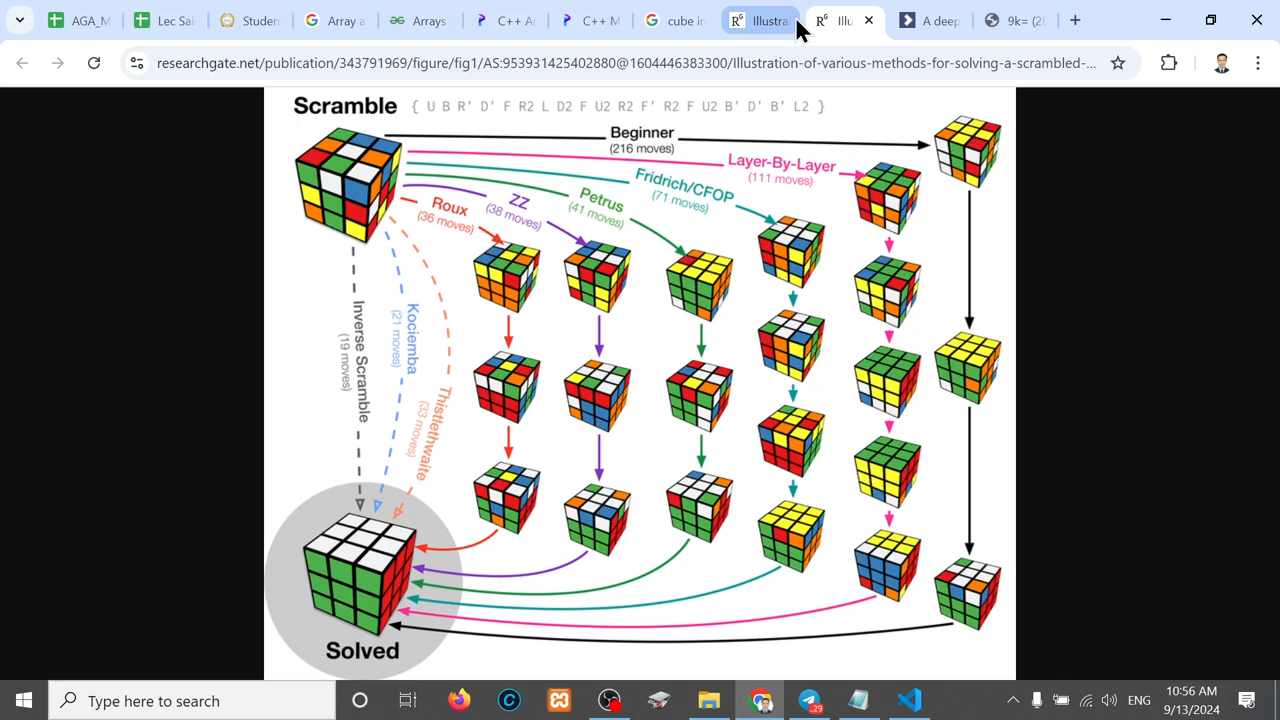 AGA_M
Lec Sai
Studen
Array a
Arrays
C++ A
C++ M
cube in
Illustrat
Illu
A deep
9k= (28
researchgate.net/publication/343791969/figure/fig1/AS:953931425402880@1604446383300/Illustration-of-various-methods-for-solving-a-scrambled-...
Scramble { U B R' D' F R2 L D2 F U2 R2 F' R2 F U2 B' D' B' L2 }
Beginner
(216 moves)
Layer-By-Layer
(111 moves)
Fridrich/CFOP
(71 moves)
Petrus
(41 moves)
ZZ
(38 moves)
Roux
(36 moves)
Inverse Scramble
(19 moves)
Kociemba
(21 moves)
Thistlethwaite
(33 moves)
Solved
Type here to search
..29
ENG
10:56 AM
9/13/2024